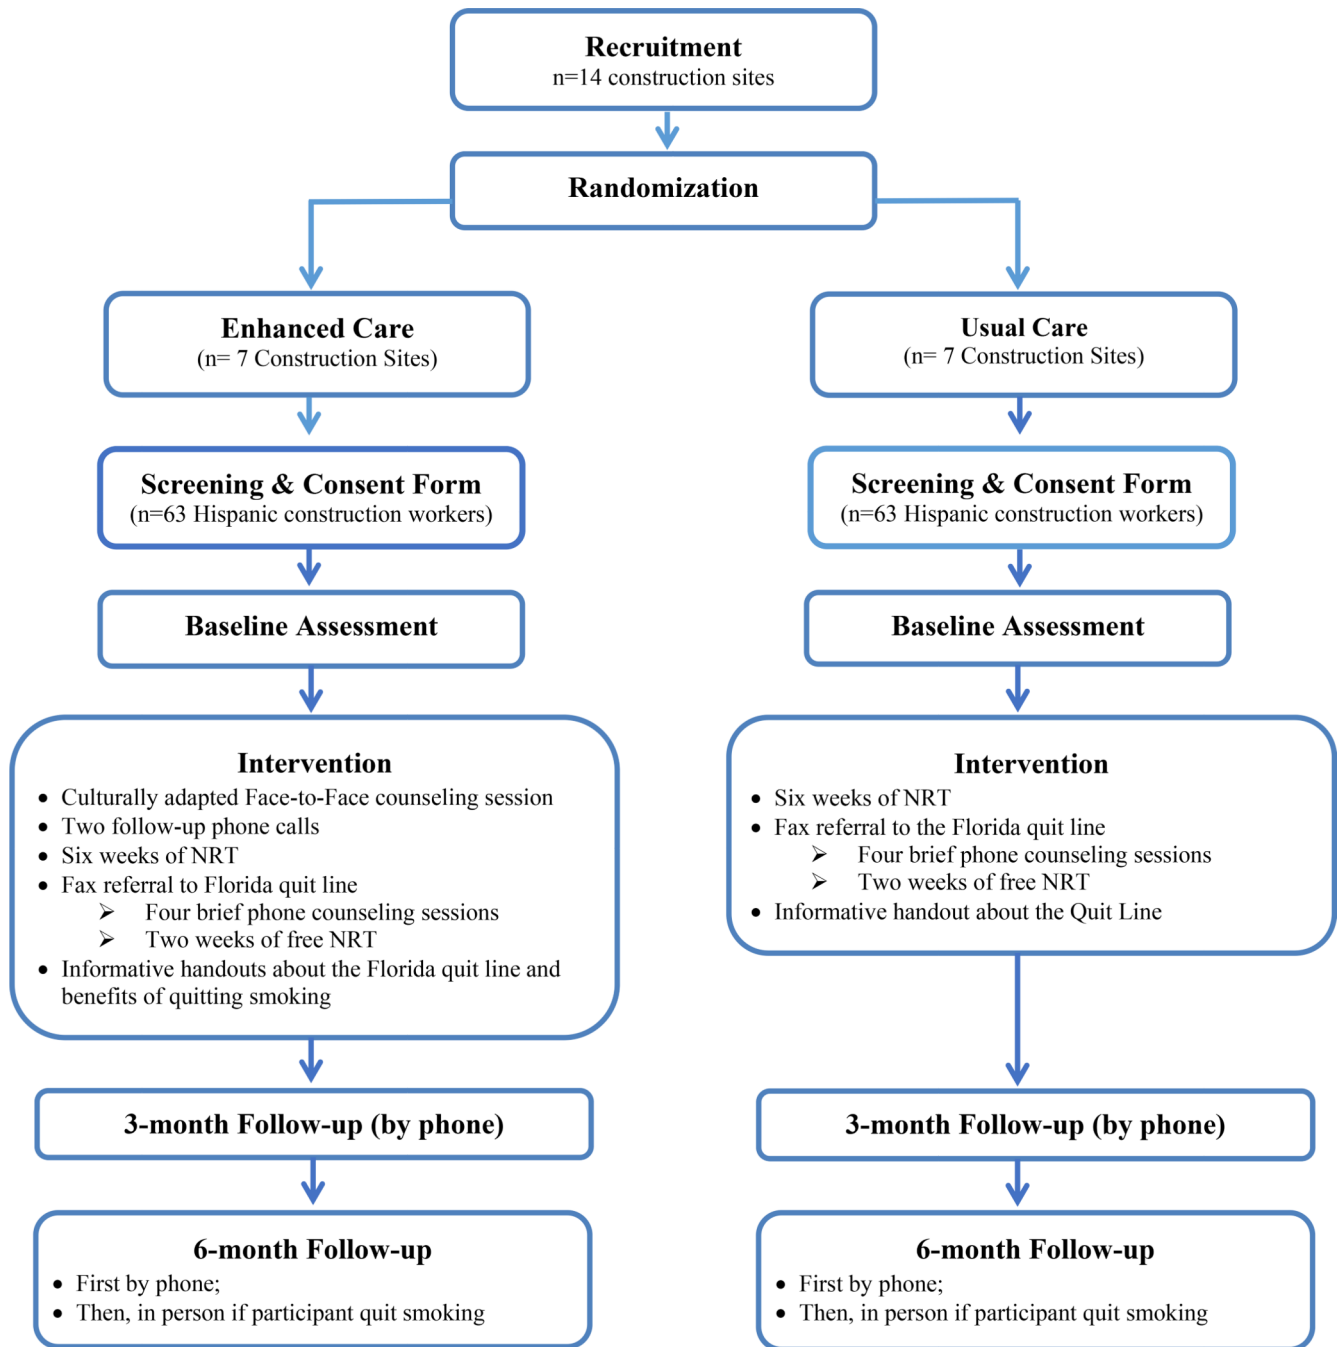 Recruitment
n=14 construction sites
Randomization
Enhanced Care
(n= 7 Construction Sites)
Usual Care
(n= 7 Construction Sites)
Screening & Consent Form
(n=63 Hispanic construction workers)
Screening & Consent Form
(n=63 Hispanic construction workers)
Baseline Assessment
Baseline Assessment
Intervention
• Culturally adapted Face-to-Face counseling session
• Two follow-up phone calls
• Six weeks of NRT
• Fax referral to Florida quit line
➢ Four brief phone counseling sessions
➢ Two weeks of free NRT
• Informative handouts about the Florida quit line and
benefits of quitting smoking
Intervention
• Six weeks of NRT
• Fax referral to the Florida quit line
➢ Four brief phone counseling sessions
➢ Two weeks of free NRT
• Informative handout about the Quit Line
3-month Follow-up (by phone)
3-month Follow-up (by phone)
6-month Follow-up
• First by phone;
• Then, in person if participant quit smoking
6-month Follow-up
• First by phone;
• Then, in person if participant quit smoking